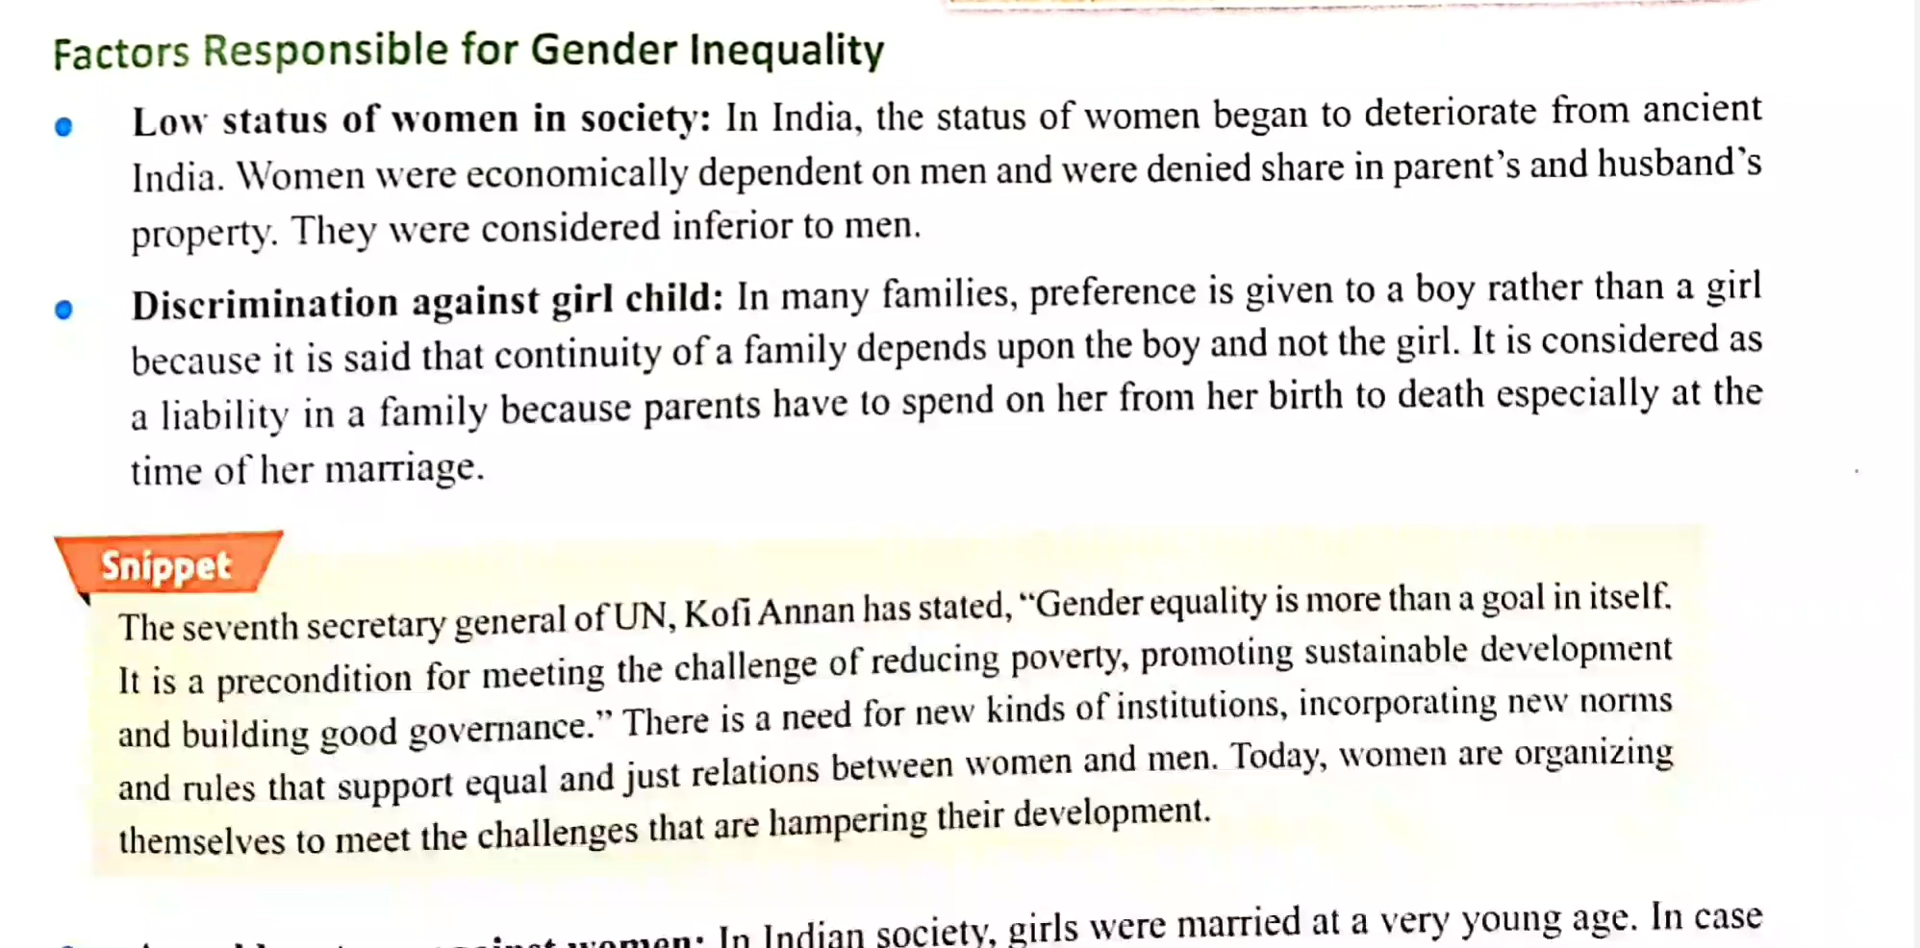 Factors Responsible for Gender Inequality
Low status of women in society: In India, the status of women began to deteriorate from ancient
India. Women were economically dependent on men and were denied share in parent's and husband's
property. They were considered inferior to men.
Discrimination against girl child: In many families, preference is given to a boy rather than a girl
because it is said that continuity of a family depends upon the boy and not the girl. It is considered as
a liability in a family because parents have to spend on her from her birth to death especially at the
time of her marriage.
Snippet
The seventh secretary general of UN, Kofi Annan has stated, “Gender equality is more than a goal in itself.
It is a precondition for meeting the challenge of reducing poverty, promoting sustainable development
and building good governance.” There is a need for new kinds of institutions, incorporating new norms
and rules that support equal and just relations between women and men. Today, women are organizing
themselves to meet the challenges that are hampering their development.
women: In Indian society, girls were married at a very young age. In case